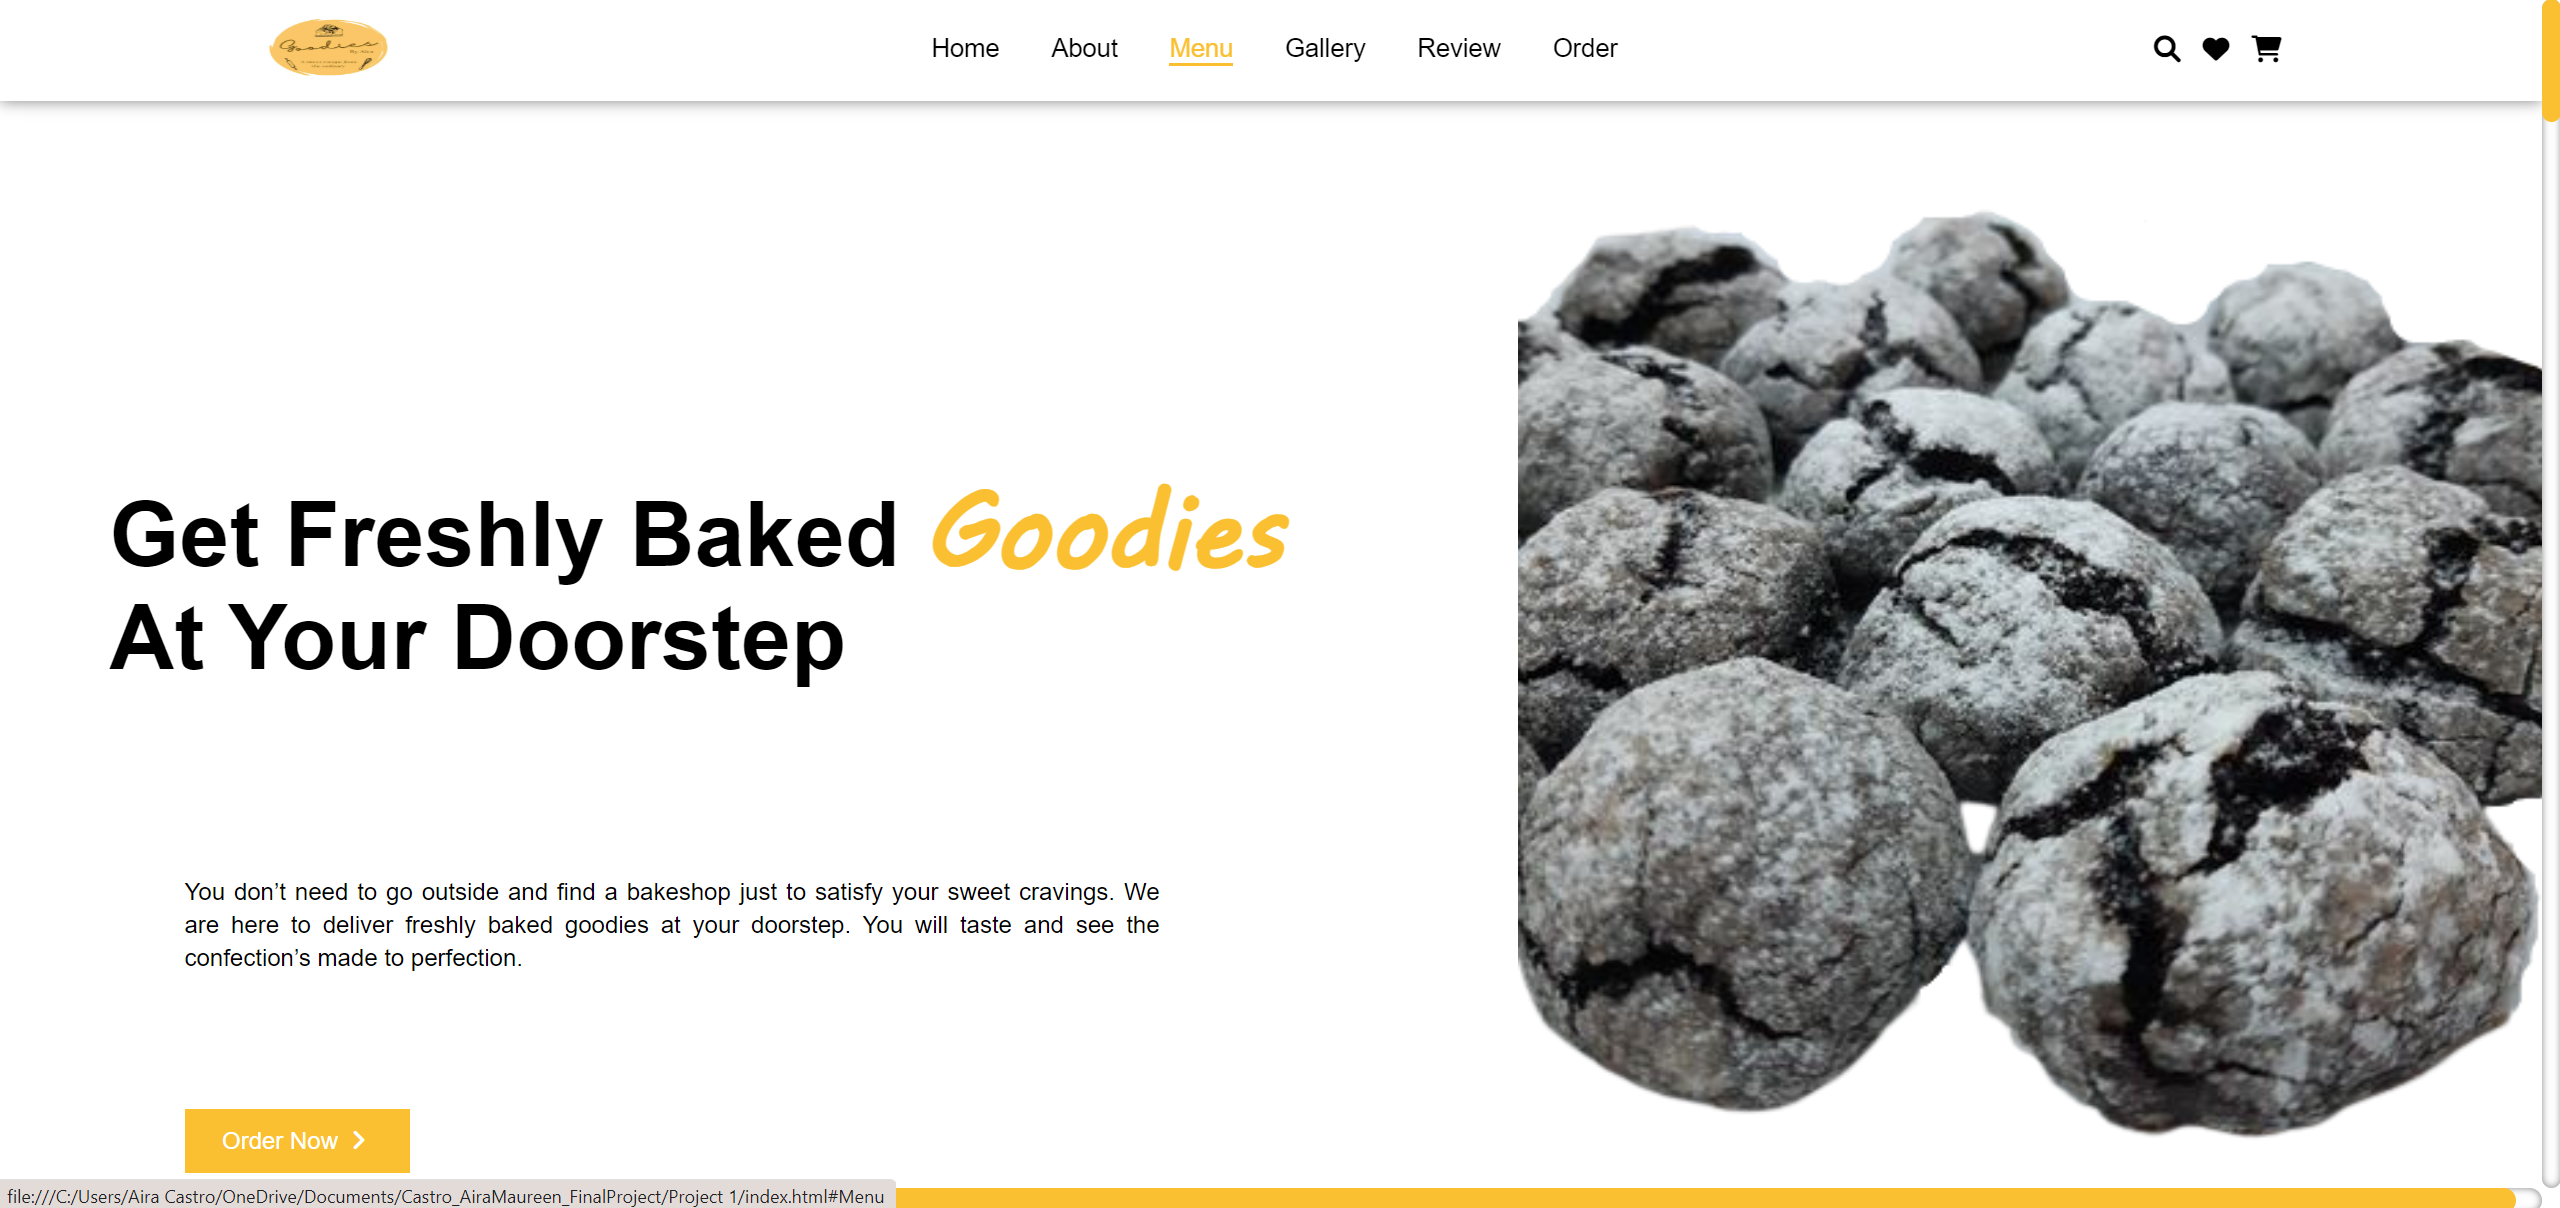 Goodies
Home About Menu Gallery Review Order
Get Freshly Baked Goodies
At Your Doorstep
You don’t need to go outside and find a bakeshop just to satisfy your sweet cravings. We
are here to deliver freshly baked goodies at your doorstep. You will taste and see the
confection’s made to perfection.
Order Now
file:///C:/Users/Aira Castro/OneDrive/Documents/Castro_AiraMaureen_FinalProject/Project 1/index.html#Menu